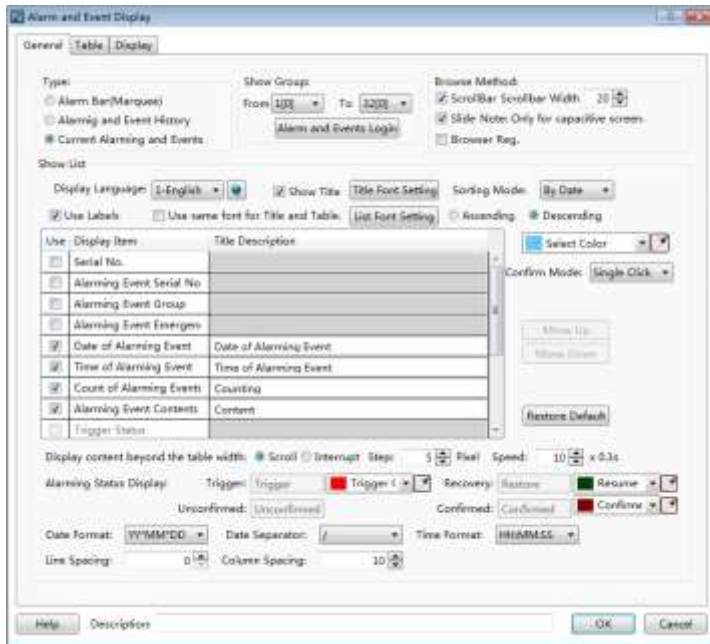 Alarm and Event Display
General Table Display
Type:
Alarm Bar(Marquee)
Alarmig and Event History
Current Alarming and Events
Show Group:
From 1[0] To 32[0]
Alarm and Events Login
Browse Method:
ScrollBar Scrollbar Width 20
Slide Note: Only for capacitive screen.
Browser Reg.
Show List
Display Language: 1-English Show Title Title Font Setting Sorting Mode: By Date
Use Labels Use same font for Title and Table. List Font Setting Ascending Descending
Use Display Item Title Description
Select Color
Serial No.
Confirm Mode: Single Click
Alarming Event Serial No
Alarming Event Group
Alarming Event Emergen
Move Up
Date of Alarming Event Date of Alarming Event
Move Down
Time of Alarming Event Time of Alarming Event
Count of Alarming Events Counting
Alarming Event Contents Content
Restore Default
Trigger Status
Display content beyond the table width: Scroll Interrupt Step: 5 Pixel Speed: 10 x 0.1s
Alarming Status Display: Trigger: Trigger Trigger C Recovery: Restore Resume
Unconfirmed: Unconfirmed Confirmed: Confirmed Confirme
Date Format: YY*MM*DD Date Separator: / Time Format: HH:MM:SS
Line Spacing: 0 Column Spacing: 10
Help Description: OK Cancel